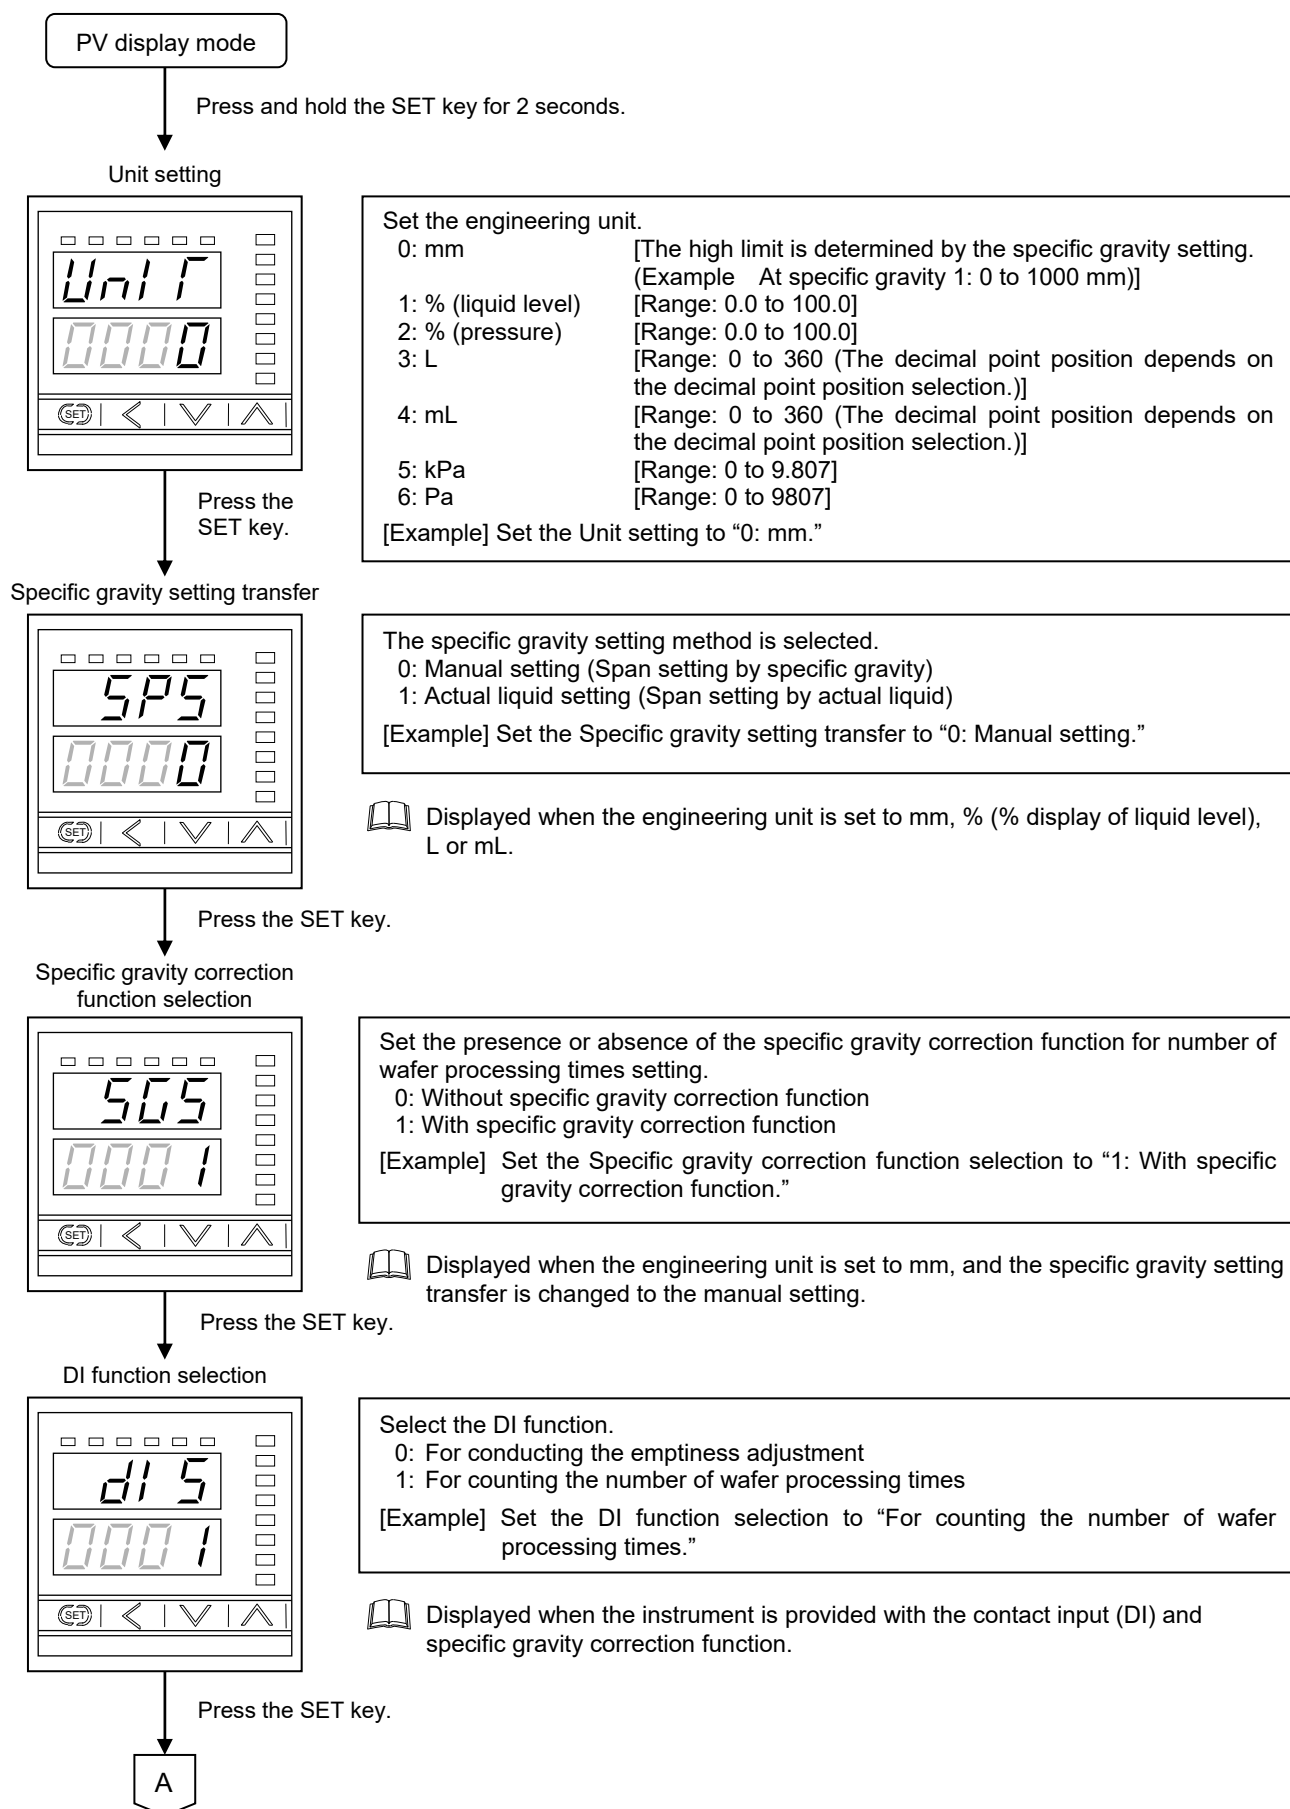 PV display mode
Press and hold the SET key for 2 seconds.
Unit setting
UnIT
0000
SET
Set the engineering unit.
0: mm [The high limit is determined by the specific gravity setting.
(Example At specific gravity 1: 0 to 1000 mm)]
1: % (liquid level) [Range: 0.0 to 100.0]
2: % (pressure) [Range: 0.0 to 100.0]
3: L [Range: 0 to 360 (The decimal point position depends on
the decimal point position selection.)]
4: mL [Range: 0 to 360 (The decimal point position depends on
the decimal point position selection.)]
5: kPa [Range: 0 to 9.807]
6: Pa [Range: 0 to 9807]
[Example] Set the Unit setting to “0: mm.”
Press the
SET key.
Specific gravity setting transfer
SPS
0000
SET
The specific gravity setting method is selected.
0: Manual setting (Span setting by specific gravity)
1: Actual liquid setting (Span setting by actual liquid)
[Example] Set the Specific gravity setting transfer to “0: Manual setting.”
Displayed when the engineering unit is set to mm, % (% display of liquid level),
L or mL.
Press the SET key.
Specific gravity correction
function selection
SGS
0001
SET
Set the presence or absence of the specific gravity correction function for number of
wafer processing times setting.
0: Without specific gravity correction function
1: With specific gravity correction function
[Example] Set the Specific gravity correction function selection to “1: With specific
gravity correction function.”
Displayed when the engineering unit is set to mm, and the specific gravity setting
transfer is changed to the manual setting.
Press the SET key.
DI function selection
dIS
0001
SET
Select the DI function.
0: For conducting the emptiness adjustment
1: For counting the number of wafer processing times
[Example] Set the DI function selection to “For counting the number of wafer
processing times.”
Displayed when the instrument is provided with the contact input (DI) and
specific gravity correction function.
Press the SET key.
A